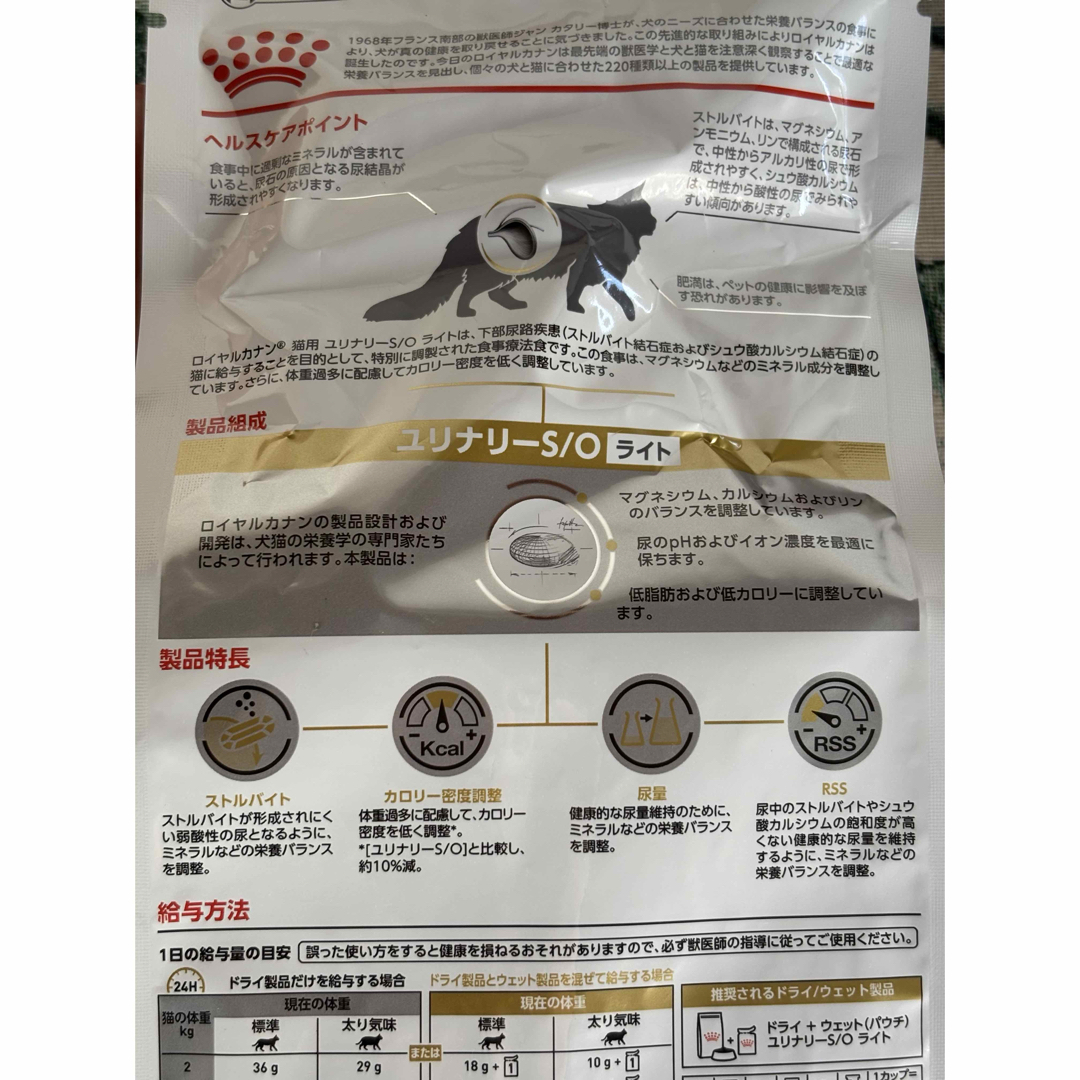 1968年フランス南部の獣医師ジャン カタリー博士が、犬のニーズに合わせた栄養バランスの食事に
より、犬が真の健康を取り戻せることに気づきました。この先進的な取り組みによりロイヤルカナンは
誕生したのです。今日のロイヤルカナンは最先端の獣医学と犬と猫を注意深く観察することで最適な
栄養バランスを見出し、個々の犬と猫に合わせた220種類以上の製品を提供しています。
ヘルスケアポイント
食事中に過剰なミネラルが含まれて
いると、尿石の原因となる尿結晶が
形成されやすくなります。
ストルバイトは、マグネシウム、ア
ンモニウム、リンで構成される尿石
で、中性からアルカリ性の尿で形
成されやすく、シュウ酸カルシウム
は、中性から酸性の尿でみられや
すい傾向があります。
肥満は、ペットの健康に影響を及ぼ
す恐れがあります。
ロイヤルカナン® 猫用 ユリナリーS/O ライトは、下部尿路疾患（ストルバイト結石症およびシュウ酸カルシウム結石症）の
猫に給与することを目的として、特別に調製された食事療法食です。この食事は、マグネシウムなどのミネラル成分を調整し
ています。さらに、体重過多に配慮してカロリー密度を低く調整しています。
製品組成
ユリナリーS/O ライト
ロイヤルカナンの製品設計および
開発は、犬猫の栄養学の専門家たち
によって行われます。本製品は：
マグネシウム、カルシウムおよびリン
のバランスを調整しています。
尿のpHおよびイオン濃度を最適に
保ちます。
低脂肪および低カロリーに調整してい
ます。
製品特長
- Kcal +
- RSS +
ストルバイト
ストルバイトが形成されにく
い弱酸性の尿となるように、
ミネラルなどの栄養バランス
を調整。
カロリー密度調整
体重過多に配慮して、カロリー
密度を低く調整*。
*[ユリナリーS/O]と比較し、
約10%減。
尿量
健康的な尿量維持のために、
ミネラルなどの栄養バランス
を調整。
RSS
尿中のストルバイトやシュウ
酸カルシウムの飽和度が高
くない健康的な尿量を維持
するように、ミネラルなどの
栄養バランスを調整。
給与方法
1日の給与量の目安 誤った使い方をすると健康を損ねるおそれがありますので、必ず獣医師の指導に従ってご使用ください。
24H ドライ製品だけを給与する場合 ドライ製品とウェット製品を混ぜて給与する場合
推奨されるドライ/ウェット製品
猫の体重 現在の体重 現在の体重
kg 標準 太り気味 標準 太り気味
または
2 36 g 29 g 18 g + 1 10 g + 1
ドライ + ウェット（パウチ）
ユリナリーS/O ライト
1カップ=